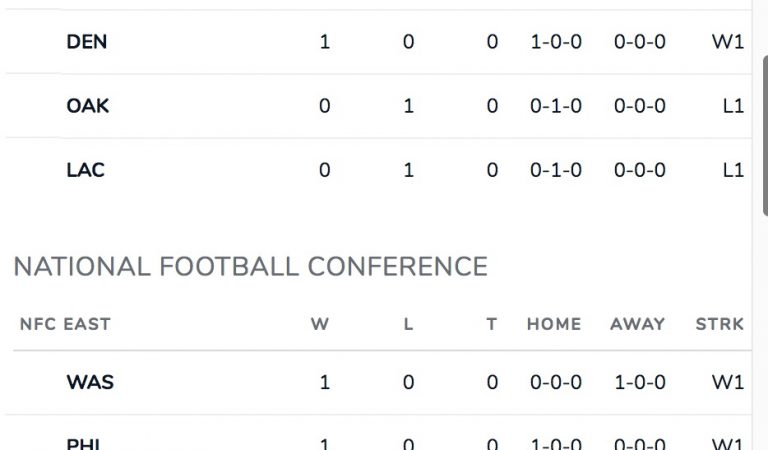 DEN 1 0 0 1-0-0 0-0-0 W1
OAK 0 1 0 0-1-0 0-0-0 L1
LAC 0 1 0 0-1-0 0-0-0 L1
NATIONAL FOOTBALL CONFERENCE
NFC EAST W L T HOME AWAY STRK
WAS 1 0 0 0-0-0 1-0-0 W1
PHI 1 0 0 1-0-0 0-0-0 W1